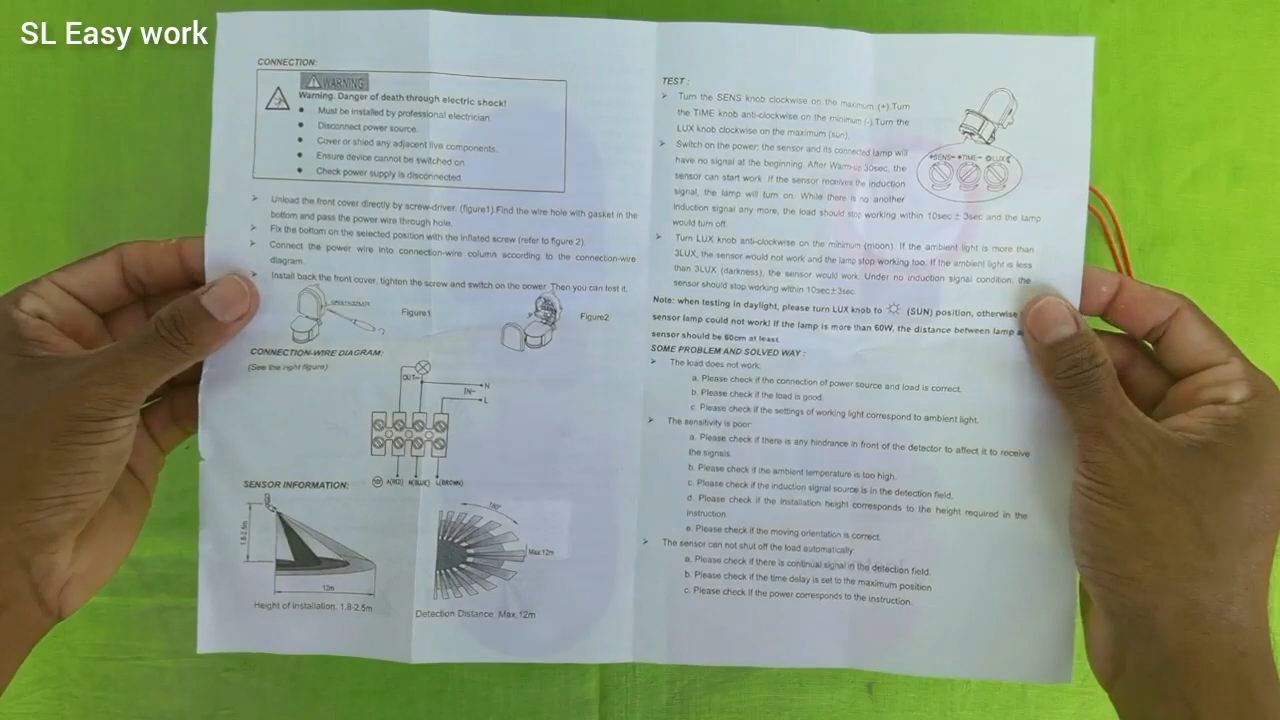 SL Easy work
CONNECTION:
WARNING
Warning. Danger of death through electric shock!
Must be installed by professional electrician.
Disconnect power source.
Cover or shied any adjacent live components.
Ensure device cannot be switched on.
Check power supply is disconnected
Unload the front cover directly by screw-driver. (figure1).Find the wire hole with gasket in the
bottom and pass the power wire through hole.
Fix the bottom on the selected position with the inflated screw (refer to figure 2).
Connect the power wire into connection-wire column according to the connection-wire
diagram.
Install back the front cover, tighten the screw and switch on the power. Then you can test it.
Figure1
Figure2
CONNECTION-WIRE DIAGRAM:
(See the right figure)
OUT~
IN~
N
L
A(RED) N(BLUE) L(BROWN)
SENSOR INFORMATION:
1.8-2.5m
12m
Height of installation: 1.8-2.5m
180°
Max:12m
Detection Distance: Max.12m
TEST :
Turn the SENS knob clockwise on the maximum (+).Turn
the TIME knob anti-clockwise on the minimum (-).Turn the
LUX knob clockwise on the maximum (sun).
Switch on the power; the sensor and its connected lamp will
have no signal at the beginning. After Warm-up 30sec, the
sensor can start work. If the sensor receives the induction
signal, the lamp will turn on. While there is no another
induction signal any more, the load should stop working within 10sec ± 3sec and the lamp
would turn off.
+SENS- +TIME- LUX
Turn LUX knob anti-clockwise on the minimum (moon). If the ambient light is more than
3LUX, the sensor would not work and the lamp stop working too. If the ambient light is less
than 3LUX (darkness), the sensor would work. Under no induction signal condition, the
sensor should stop working within 10sec±3sec.
Note: when testing in daylight, please turn LUX knob to (SUN) position, otherwise
sensor lamp could not work! If the lamp is more than 60W, the distance between lamp
sensor should be 60cm at least.
SOME PROBLEM AND SOLVED WAY :
The load does not work:
a. Please check if the connection of power source and load is correct.
b. Please check if the load is good.
c. Please check if the settings of working light correspond to ambient light.
The sensitivity is poor:
a. Please check if there is any hindrance in front of the detector to affect it to receive
the signals.
b. Please check if the ambient temperature is too high.
c. Please check if the induction signal source is in the detection field.
d. Please check if the installation height corresponds to the height required in the
instruction.
e. Please check if the moving orientation is correct.
The sensor can not shut off the load automatically:
a. Please check if there is continual signal in the detection field.
b. Please check if the time delay is set to the maximum position
c. Please check if the power corresponds to the instruction.